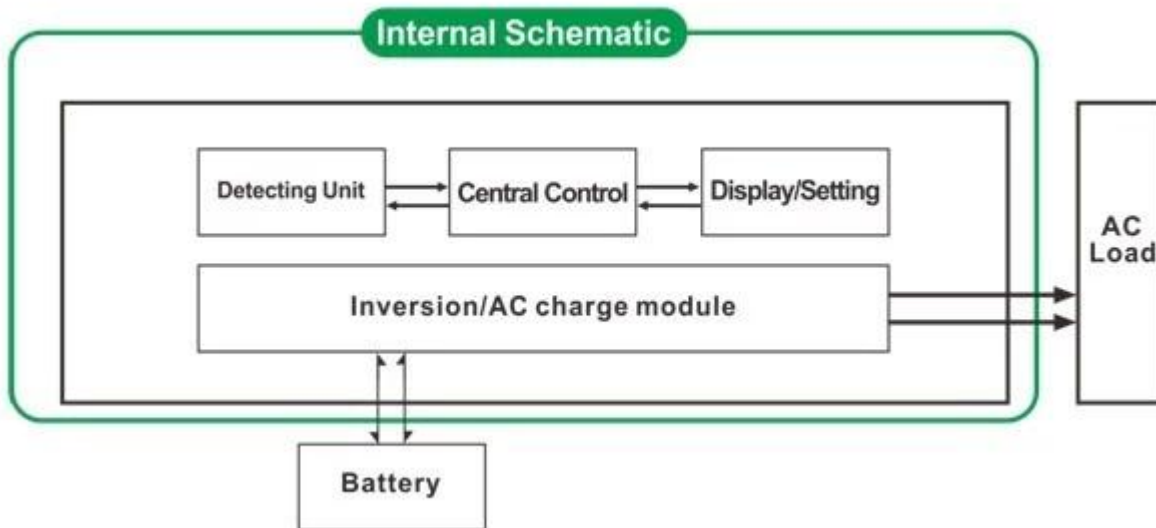 Internal Schematic
Detecting Unit
Central Control
Display/Setting
AC
Load
Inversion/AC charge module
Battery